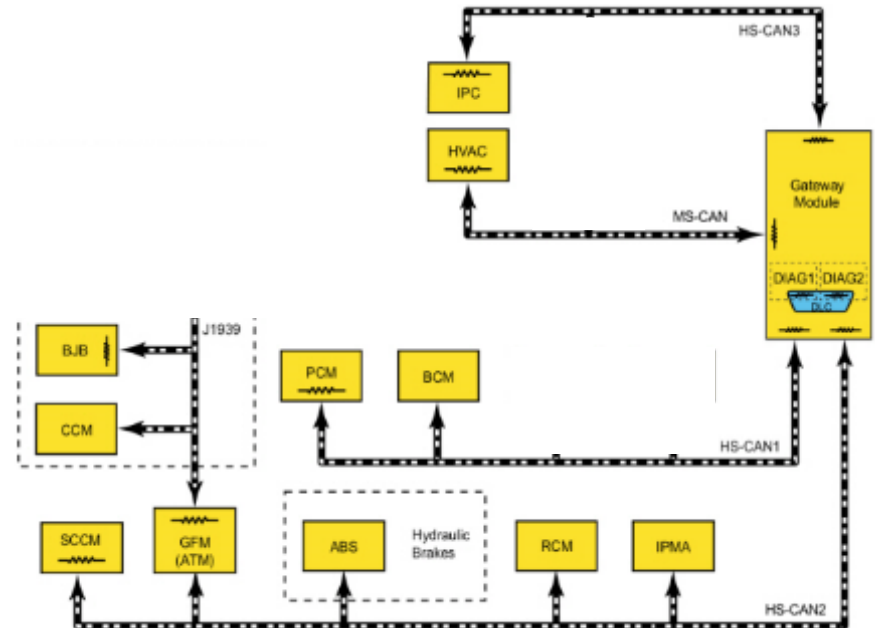 HS-CAN3
IPC
HVAC
Gateway
Module
MS-CAN
DIAG1
DIAG2
DLC
J1939
BJB
PCM
BCM
CCM
HS-CAN1
SCCM
GFM
(ATM)
ABS
Hydraulic
Brakes
RCM
IPMA
HS-CAN2